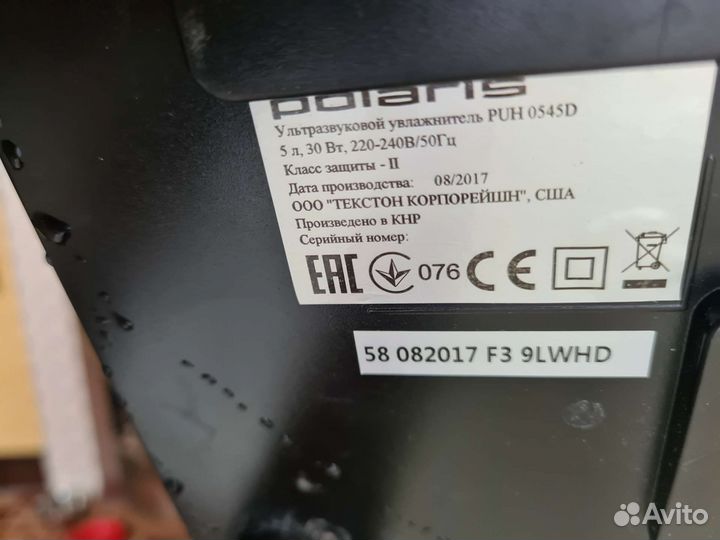 polaris
Ультразвуковой увлажнитель PUH 0545D
5 л, 30 Вт, 220-240В/50Гц
Класс защиты - II
Дата производства: 08/2017
ООО "ТЕКСТОН КОРПОРЕЙШН", США
Произведено в КНР
Серийный номер:
EAC 076 CE
58 082017 F3 9LWHD
Avito